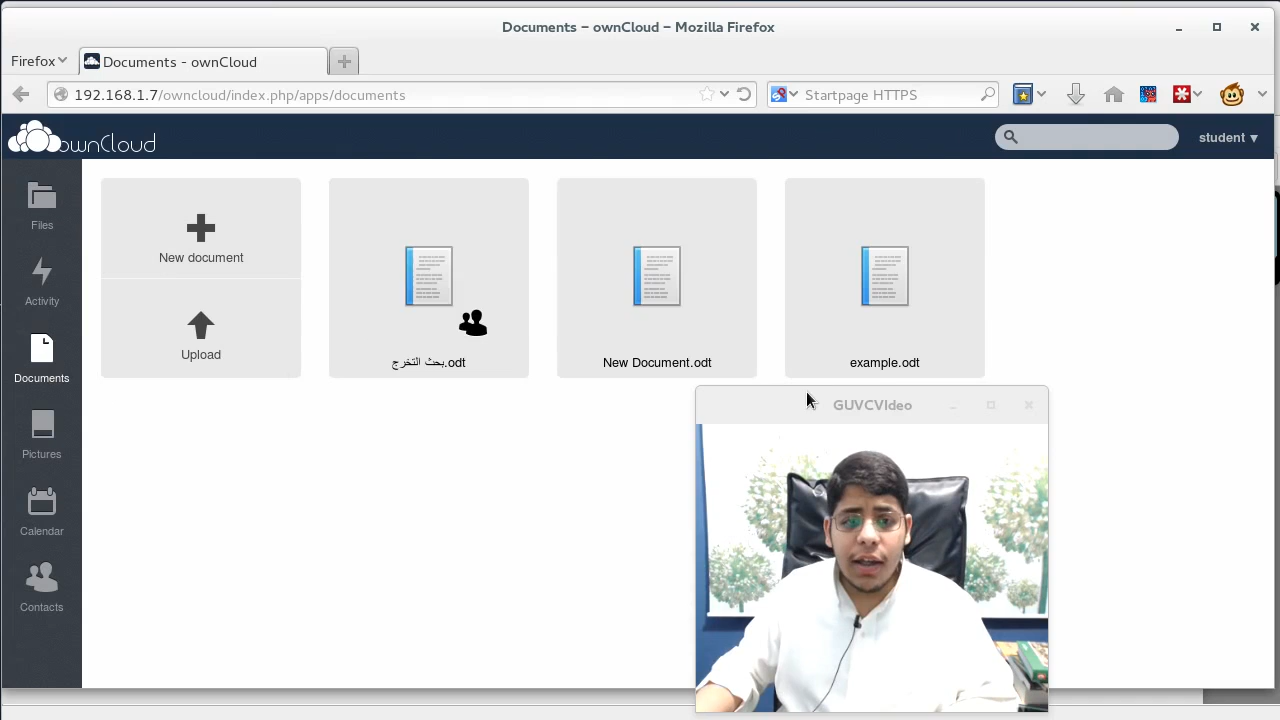 Documents – ownCloud – Mozilla Firefox
Firefox
Documents - ownCloud
192.168.1.7/owncloud/index.php/apps/documents
Startpage HTTPS
ownCloud
student ▾
Files
Activity
Documents
Pictures
Calendar
Contacts
New document
Upload
بحث التخرج.odt
New Document.odt
example.odt
GUVCVIdeo